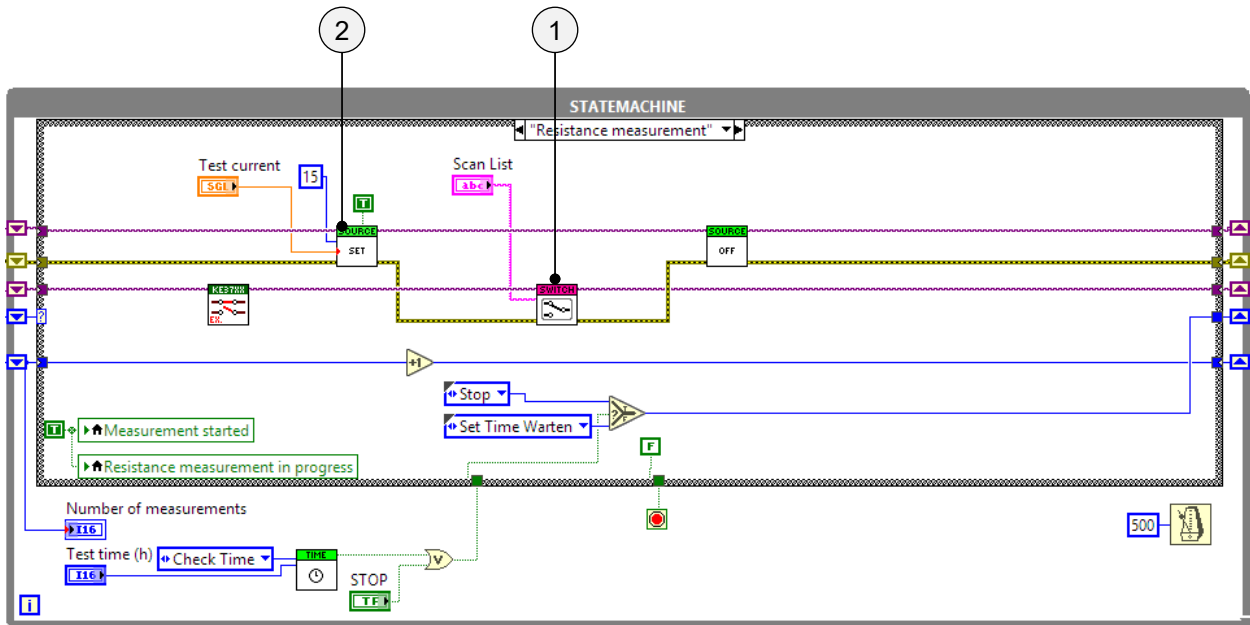 2
1
STATEMACHINE
"Resistance measurement"
Test current
SGL
15
Scan List
abc
T
SOURCE
SET
SOURCE
OFF
KE37XX
EX.
SWITCH
?
+1
Stop
Set Time Warten
?
T
F
T
Measurement started
Resistance measurement in progress
F
Number of measurements
I16
500
Test time (h)
Check Time
I16
TIME
V
STOP
TF
i